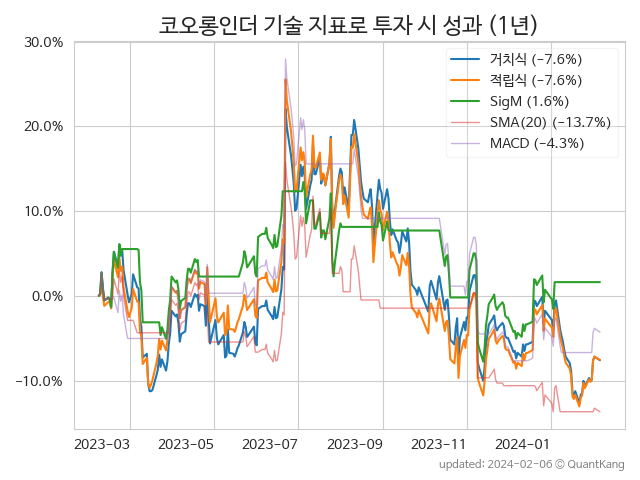 코오롱인더 기술 지표로 투자 시 성과 (1년)
30.0%
20.0%
10.0%
0.0%
−10.0%
거치식 (−7.6%)
적립식 (−7.6%)
SigM (1.6%)
SMA(20) (−13.7%)
MACD (−4.3%)
2023-03 2023-05 2023-07 2023-09 2023-11 2024-01
updated: 2024-02-06 ⓒ QuantKang